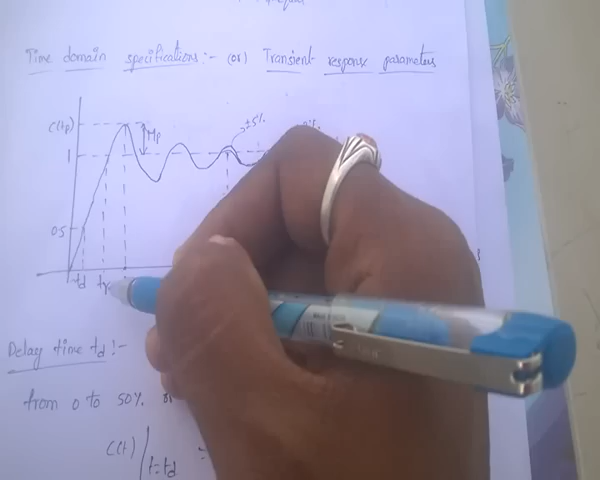 Time domain specifications :- (or) Transient response parameters
C(tp)
Mp
±5%
1
0.5
td tr
Delay time td :-
from 0 to 50%
C(t) | t=td =